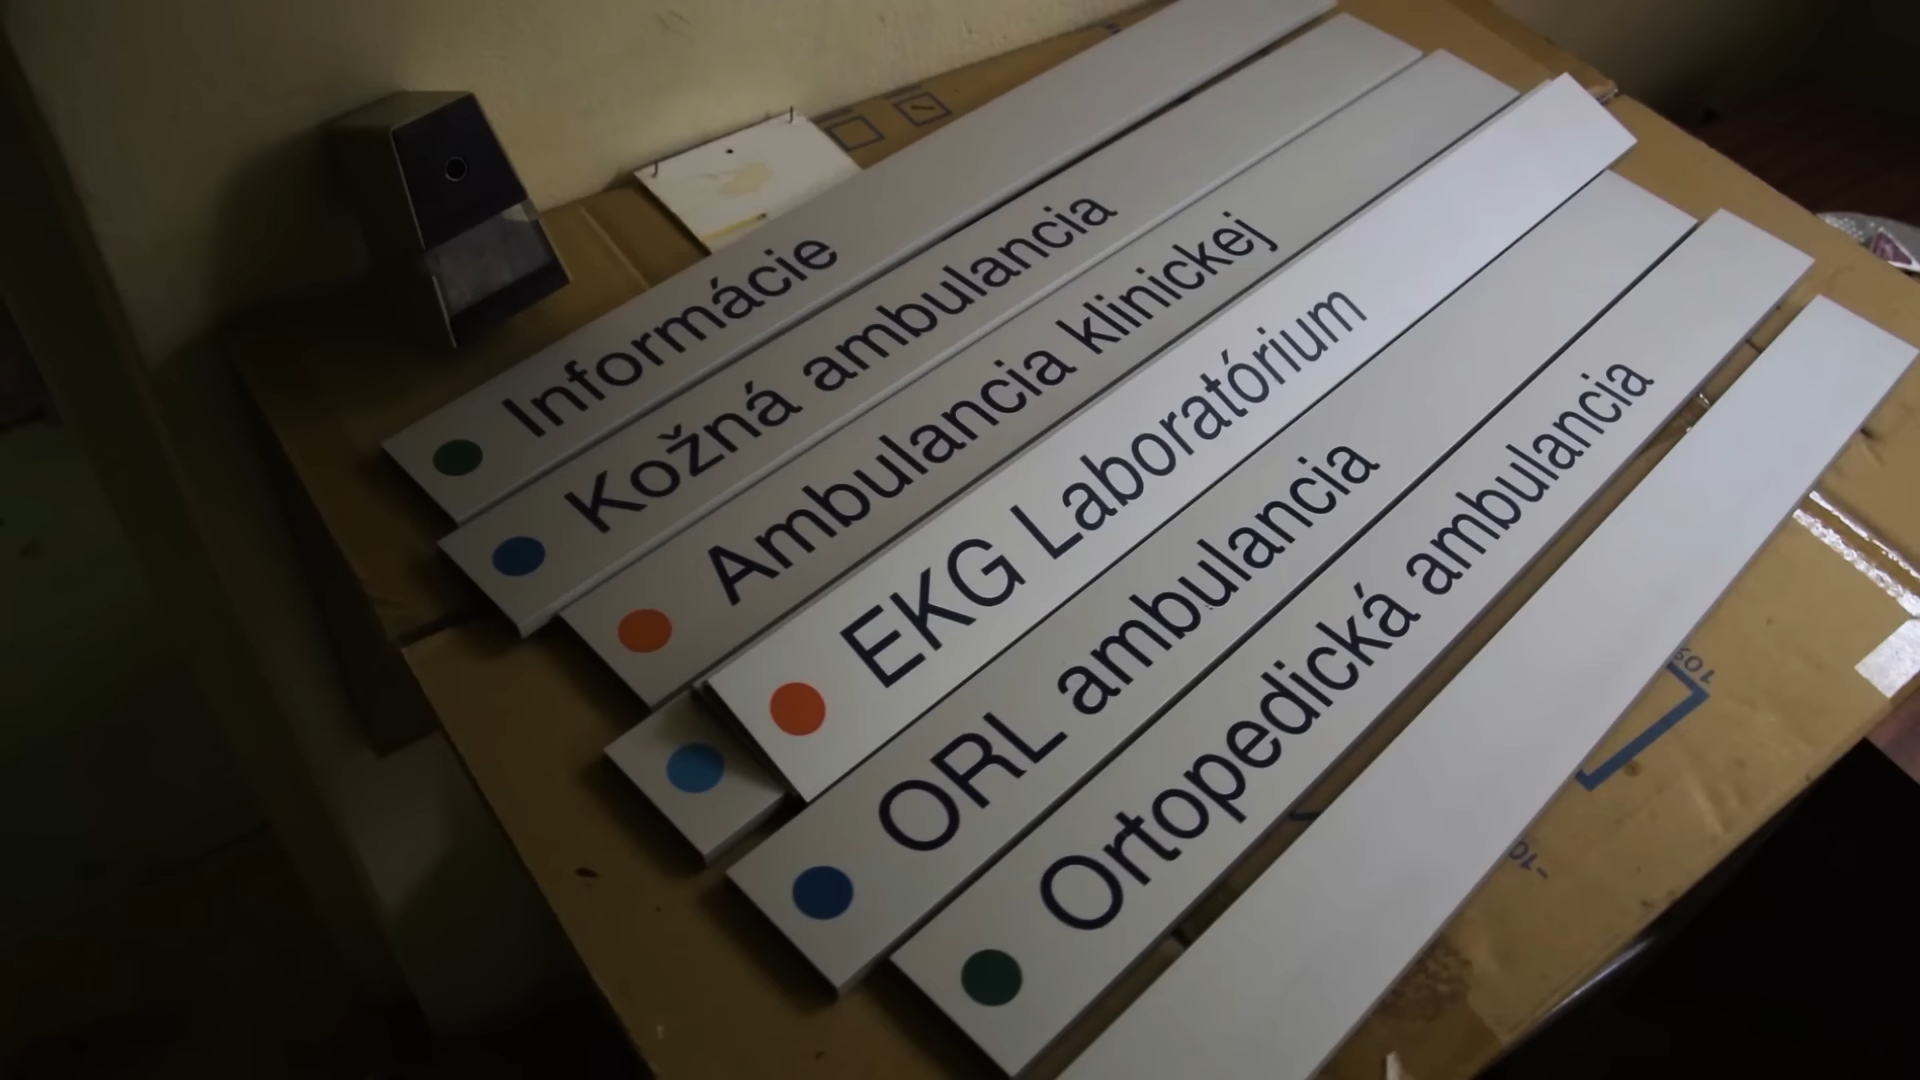 Informácie
Kožná ambulancia
Ambulancia klinickej
EKG Laboratórium
ORL ambulancia
Ortopedická ambulancia